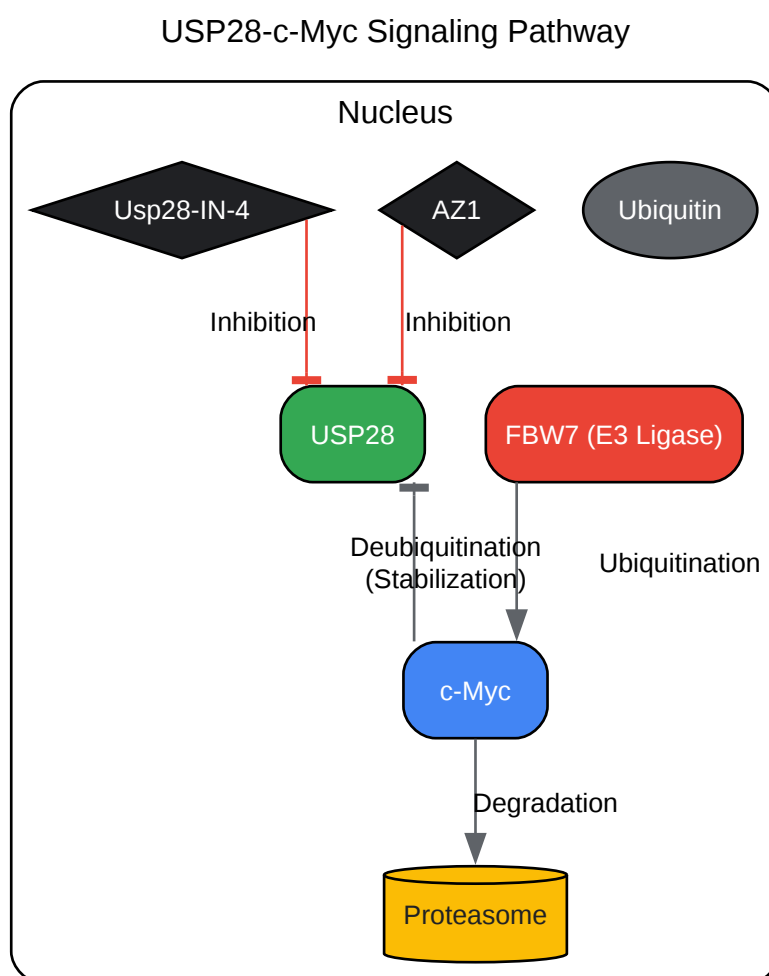 USP28-c-Myc Signaling Pathway
Nucleus
Usp28-IN-4
AZ1
Ubiquitin
Inhibition
Inhibition
USP28
FBW7 (E3 Ligase)
Deubiquitination
(Stabilization)
Ubiquitination
c-Myc
Degradation
Proteasome